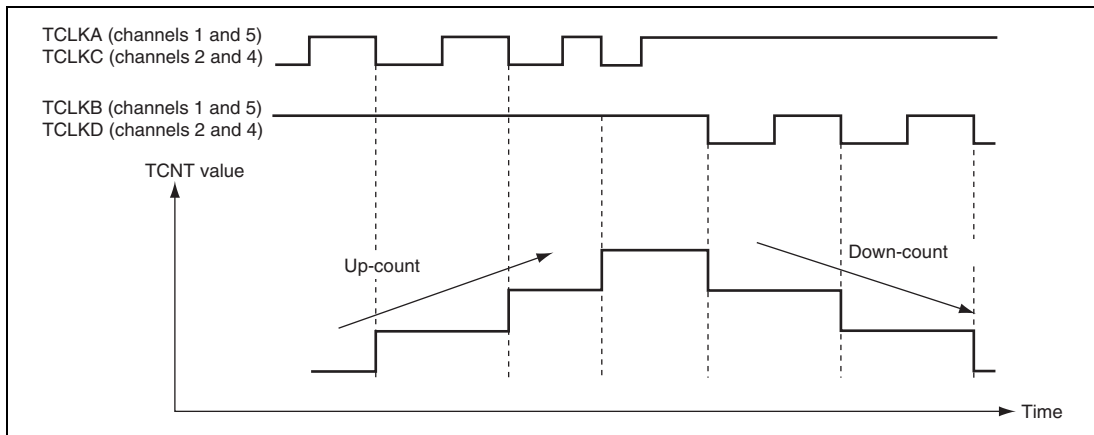 TCLKA (channels 1 and 5)
TCLKC (channels 2 and 4)
TCLKB (channels 1 and 5)
TCLKD (channels 2 and 4)
TCNT value
Up-count
Down-count
Time